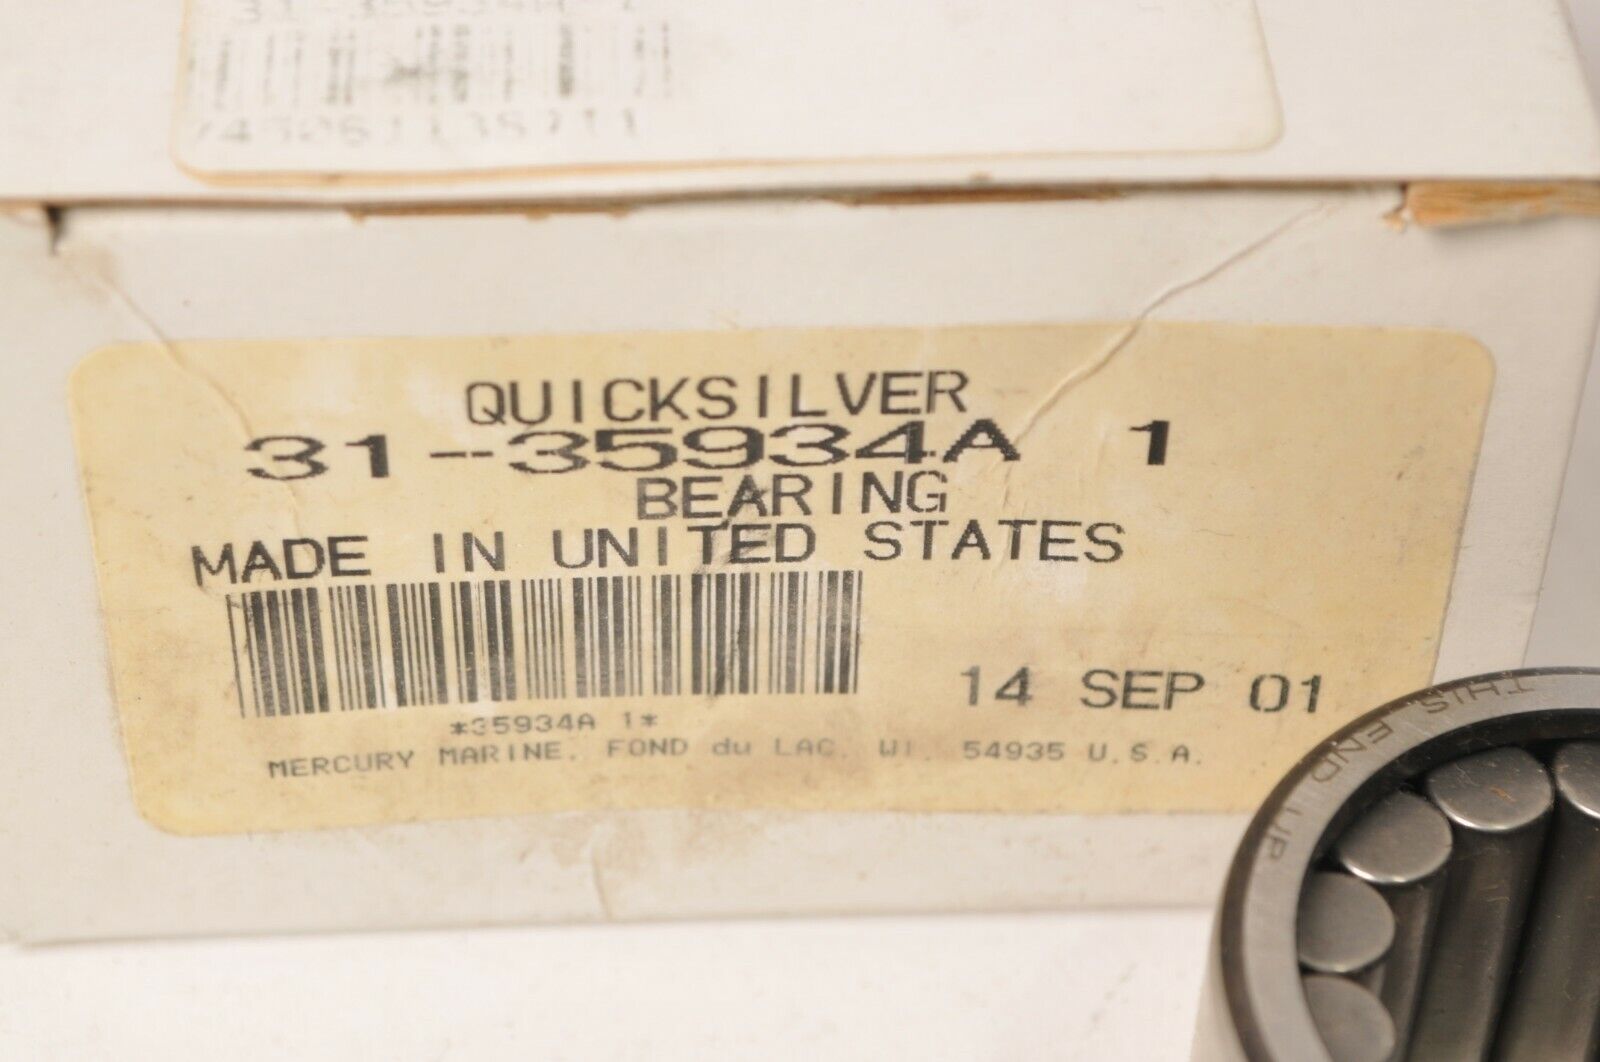 QUICKSILVER
31-35934A 1
BEARING
MADE IN UNITED STATES
14 SEP 01
*35934A 1*
MERCURY MARINE. FOND du LAC, WI. 54935 U.S.A.
THIS END UP